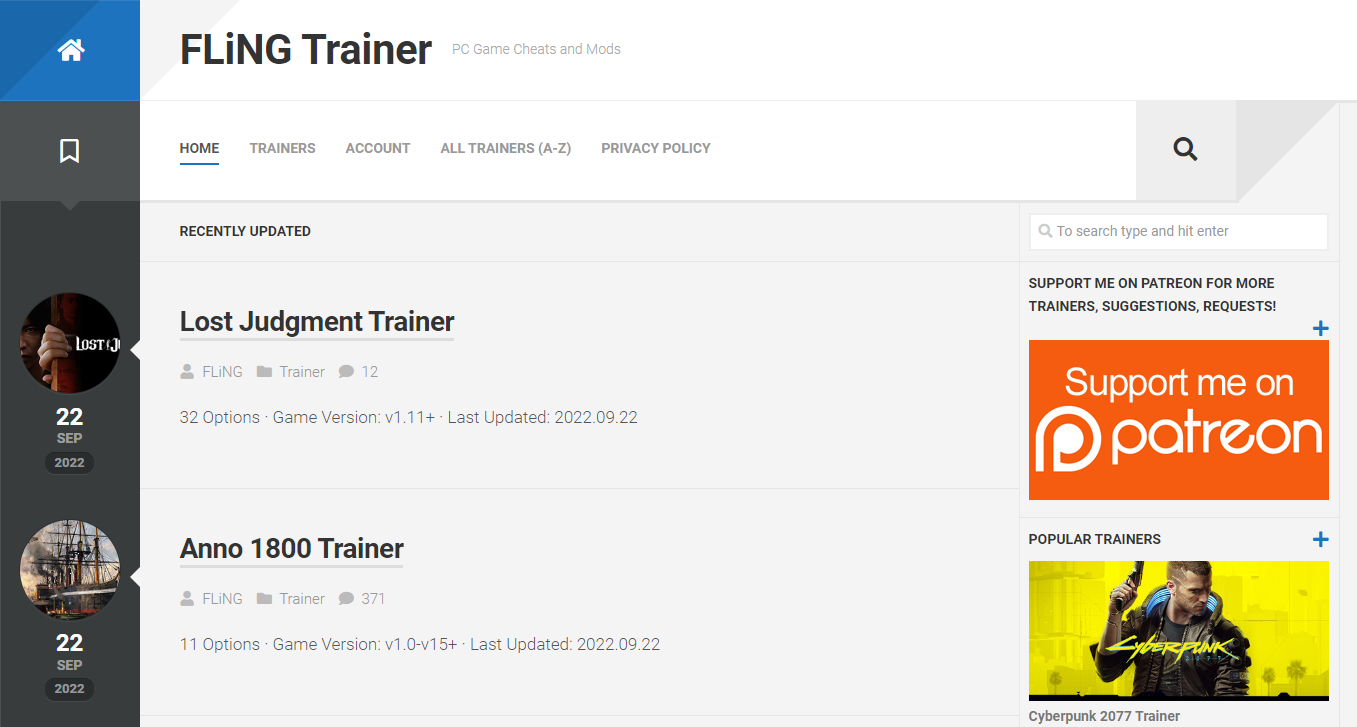 FLiNG Trainer
PC Game Cheats and Mods
HOME
TRAINERS
ACCOUNT
ALL TRAINERS (A-Z)
PRIVACY POLICY
RECENTLY UPDATED
To search type and hit enter
LOST JU
22
SEP
2022
Lost Judgment Trainer
FLiNG Trainer 12
32 Options · Game Version: v1.11+ · Last Updated: 2022.09.22
22
SEP
2022
Anno 1800 Trainer
FLiNG Trainer 371
11 Options · Game Version: v1.0-v15+ · Last Updated: 2022.09.22
SUPPORT ME ON PATREON FOR MORE
TRAINERS, SUGGESTIONS, REQUESTS!
Support me on
patreon
POPULAR TRAINERS
CYBERPUNK
2077
Cyberpunk 2077 Trainer